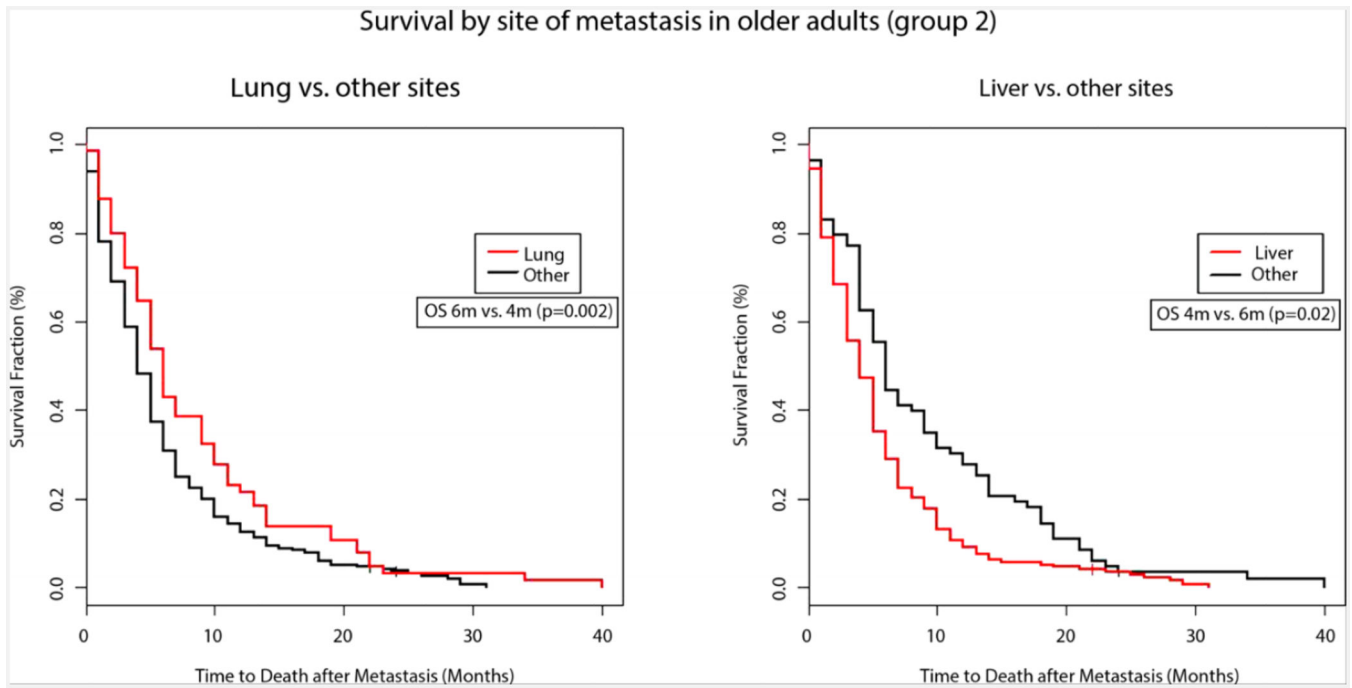 Survival by site of metastasis in older adults (group 2)
Lung vs. other sites
Survival Fraction (%)
1.0
0.8
0.6
0.4
0.2
0.0
Lung
Other
OS 6m vs. 4m (p=0.002)
0 10 20 30 40
Time to Death after Metastasis (Months)
Liver vs. other sites
Survival Fraction (%)
1.0
0.8
0.6
0.4
0.2
0.0
Liver
Other
OS 4m vs. 6m (p=0.02)
0 10 20 30 40
Time to Death after Metastasis (Months)